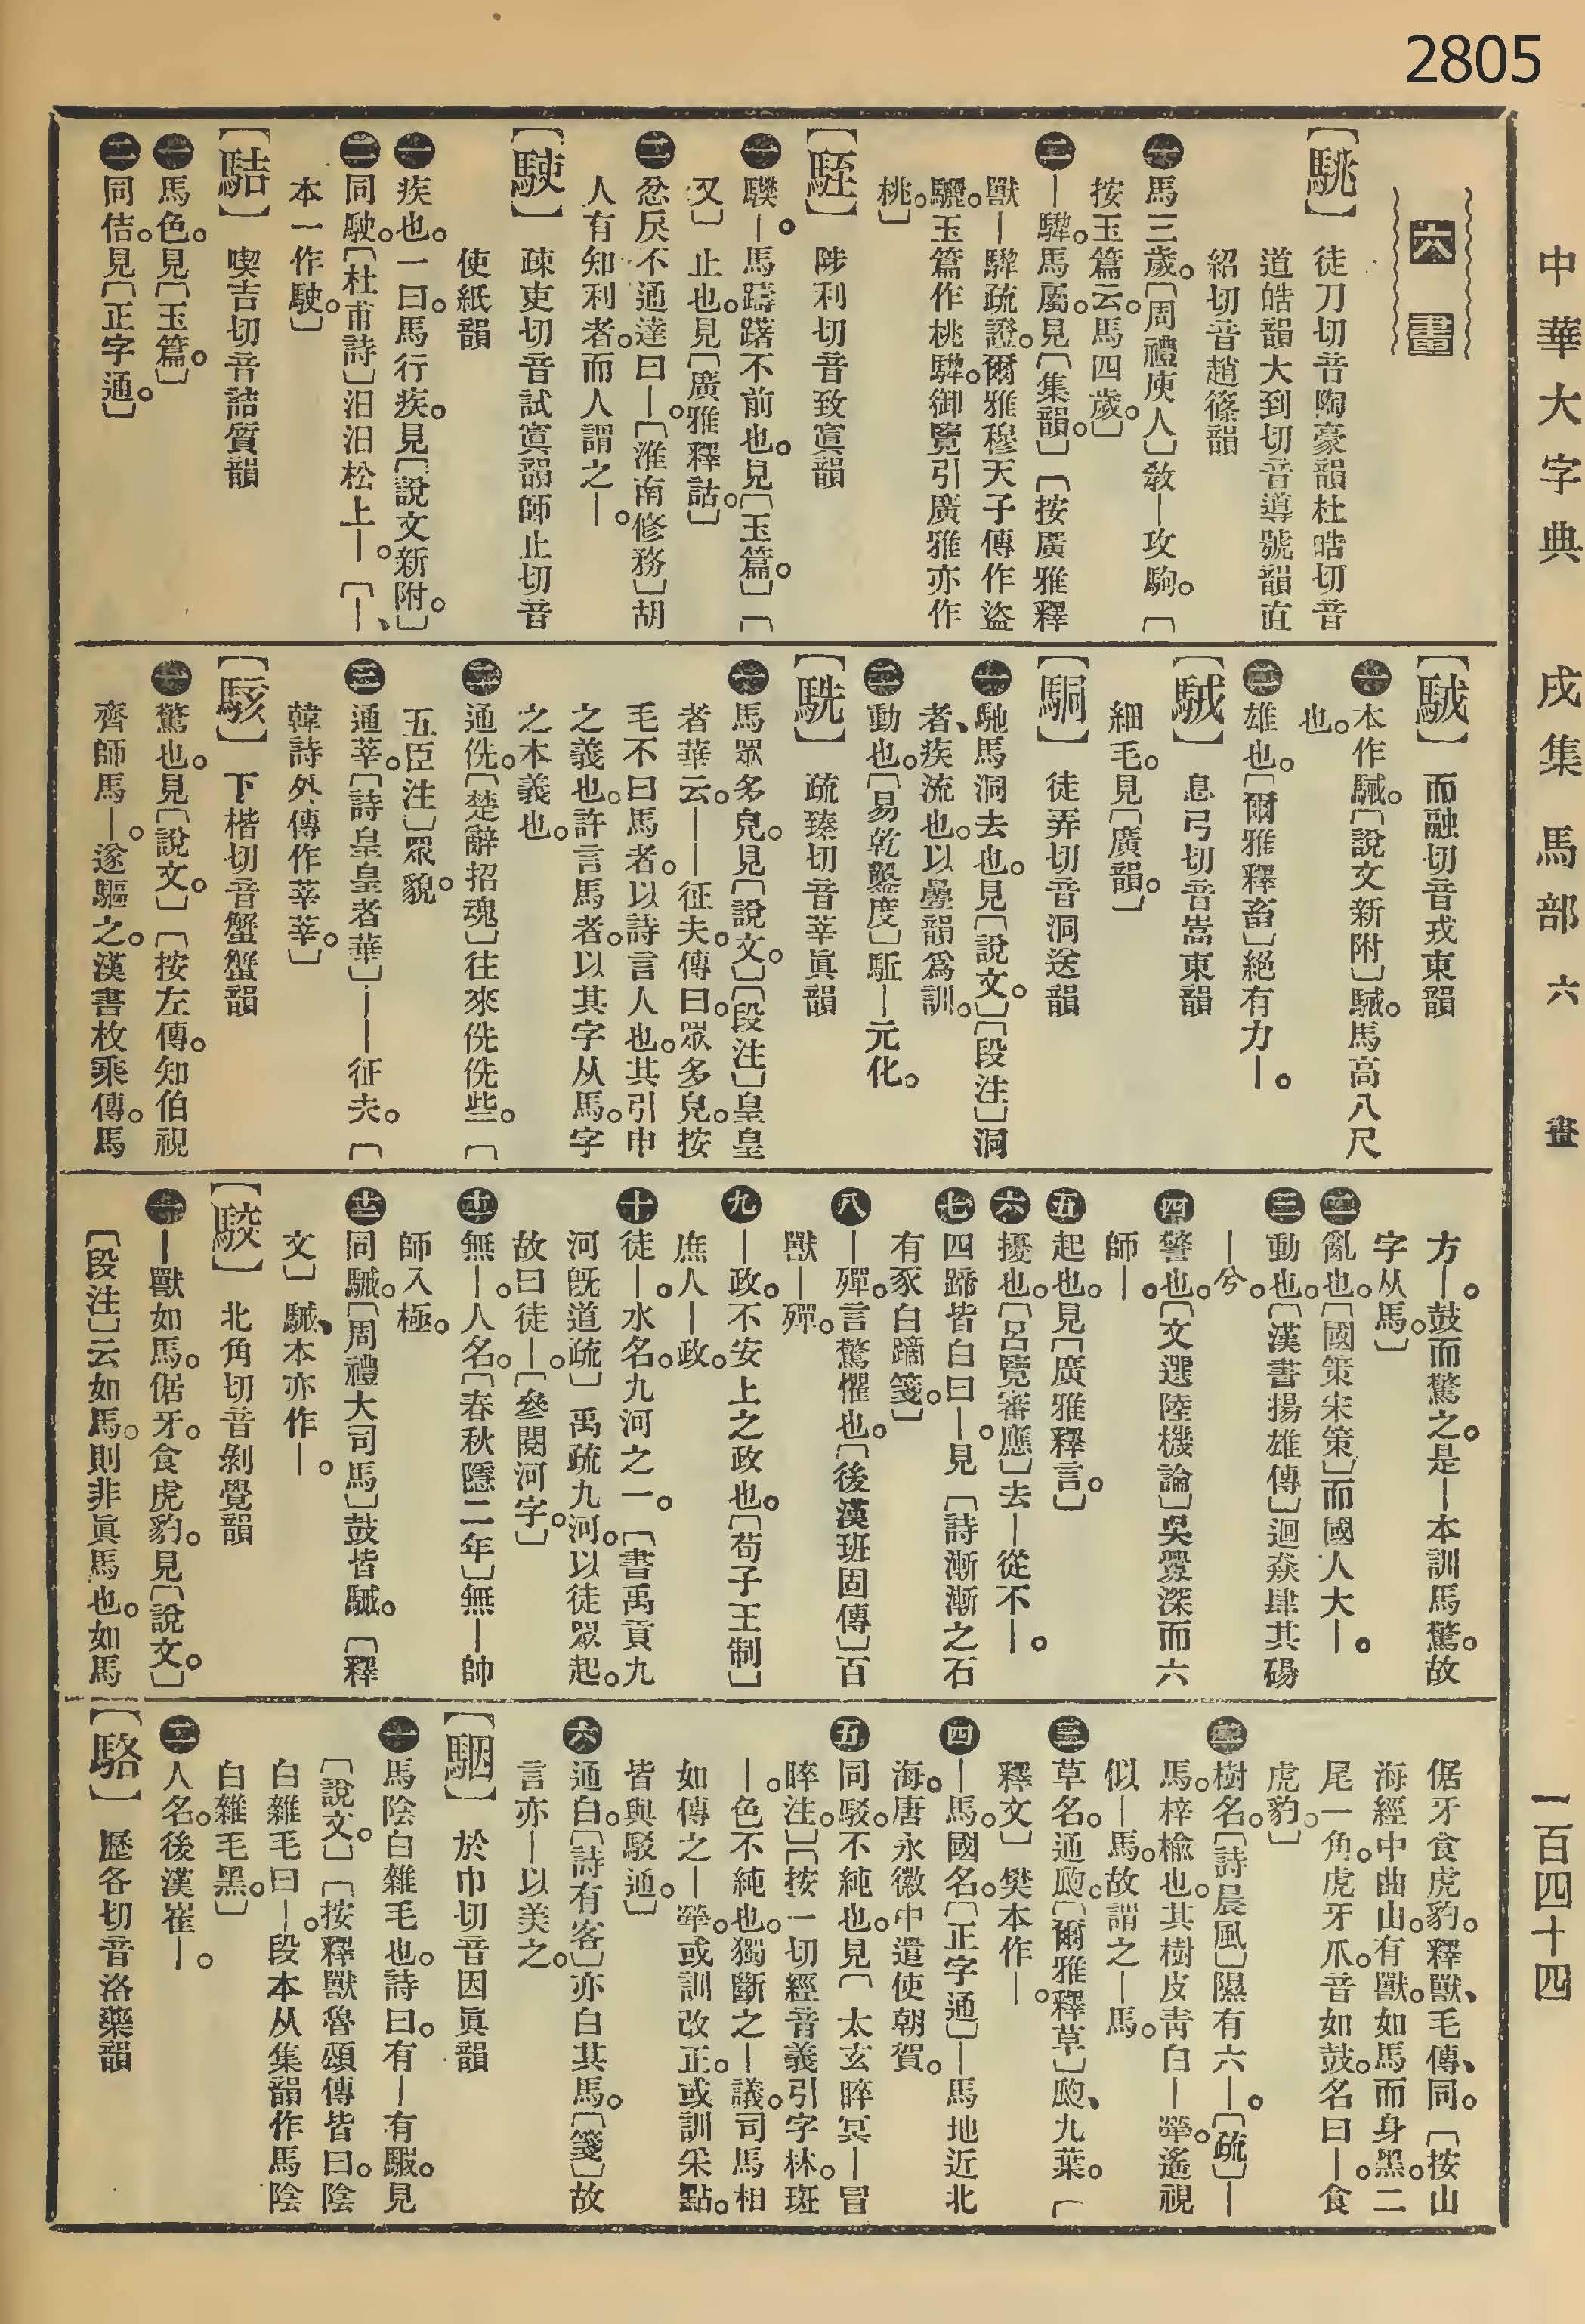 2805
中華大字典 戌集 馬部 六 畫 一百四十四
六畫
【駣】徒刀切音陶豪韻杜皓切音
道皓韻大到切音導號韻直
紹切音趙篠韻
㊀馬三歲。〔周禮庾人〕敎—攻駒。〔
按玉篇云。馬四歲。〕
㊁—驊。馬屬。見〔集韻。〕〔按廣雅釋
獸—驊疏證。爾雅穆天子傳作盜
驪。玉篇作桃驊。御覽引廣雅亦作
桃。〕
【駤】陟利切音致寘韻
㊀驋—。馬躊躇不前也。見〔玉篇。〕〔
又〕止也。見〔廣雅釋詁。〕
㊁忿戾不通達曰—。〔淮南修務〕胡
人有知利者。而人謂之—。
【駛】疎吏切音試寘韻師止切音
使紙韻
㊀疾也。一曰。馬行疾。見〔說文新附。〕
㊁同駛。〔杜甫詩〕汨汨松上—。〔—、
本一作駛。〕
【𩢴】喫吉切音詰質韻
㊀馬色。見〔玉篇。〕
㊁同佶。見〔正字通。〕
【駥】而融切音戎東韻
㊀本作駥。〔說文新附〕駥。馬高八尺
也。
㊁雄也。〔爾雅釋畜〕絕有力—。
息弓切音嵩東韻
細毛。見〔廣韻。〕
【駧】徒弄切音洞送韻
㊀馳馬洞去也。見〔說文。〕〔段注〕洞
者、疾流也。以疊韻爲訓。
㊁動也。〔易乾鑿度〕駈—元化。
【駪】疏臻切音莘眞韻
㊀馬眾多皃。見〔說文。〕〔段注〕皇皇
者華云。——征夫。傳曰。眾多皃。按
毛不曰馬者。以詩言人也。其引申
之義也。許言馬者。以其字从馬。字
之本義也。
㊁通侁。〔楚辭招魂〕往來侁侁些。〔
五臣注〕眾貌。
㊂通莘。〔詩皇皇者華〕——征夫。〔
韓詩外傳作莘莘。〕
【駭】下楷切音蟹蟹韻
㊀驚也。見〔說文。〕〔按左傳。知伯視
齊師馬—。遂驅之。漢書枚乘傳。馬
方—。鼓而驚之。是—本訓馬驚。故
字从馬。〕
㊁亂也。〔國策宋策〕而國人大—。
㊂動也。〔漢書揚雄傳〕迴猋肆其碭
—兮。
㊃警也。〔文選陸機論〕吳釁深而六
師—。
㊄起也。見〔廣雅釋言。〕
㊅擾也。〔呂覽審應〕去—從不—。
㊆四蹄皆白曰—。見〔詩漸漸之石
有豕白蹢箋。〕
㊇—殫。言驚懼也。〔後漢班固傳〕百
獸—殫。
㊈—政。不安上之政也。〔荀子王制〕
庶人—政。
㊉徒—。水名。九河之一。〔書禹貢九
河旣道疏〕禹疏九河。以徒眾起。
故曰徒—。〔參閱河字。〕
⓫無—。人名。〔春秋隱二年〕無—帥
師入極。
⓬同駴。〔周禮大司馬〕鼓皆駴。〔釋
文〕駴、本亦作—。
【駮】北角切音剝覺韻
㊀—獸如馬。倨牙。食虎豹。見〔說文。〕
〔段注〕云如馬。則非眞馬也。如馬
倨牙食虎豹。釋獸、毛傳、同。〔按山
海經中曲山。有獸。如馬而身黑。二
尾一角。虎牙爪。音如鼓。名曰—。食
虎豹。〕
㊁樹名。〔詩晨風〕隰有六—。〔疏〕—
馬。梓榆也。其樹皮靑白—犖。遙視
似—馬。故謂之—馬。
㊂草名。通瓝。〔爾雅釋草〕瓝、九葉。〔
釋文〕樊本作—。
㊃—馬。國名。〔正字通〕—馬地近北
海。唐永徽中遣使朝賀。
㊄同駁。不純也。見〔太玄睟冥—冒
睟注。〕〔按一切經音義引字林。斑
—。色不純也。獨斷之—議。司馬相
如傳之—犖。或訓改正。或訓采點。
皆與駁通。〕
㊅通白。〔詩有客〕亦白其馬。〔箋〕故
言亦—以美之。
【駰】於巾切音因眞韻
㊀馬陰白雜毛也。詩曰。有—有騢。見
〔說文。〕〔按釋獸魯頌傳皆曰。陰
白雜毛曰—。段本从集韻作馬陰
白雜毛黑。〕
㊁人名。後漢崔—。
【駱】歷各切音洛藥韻